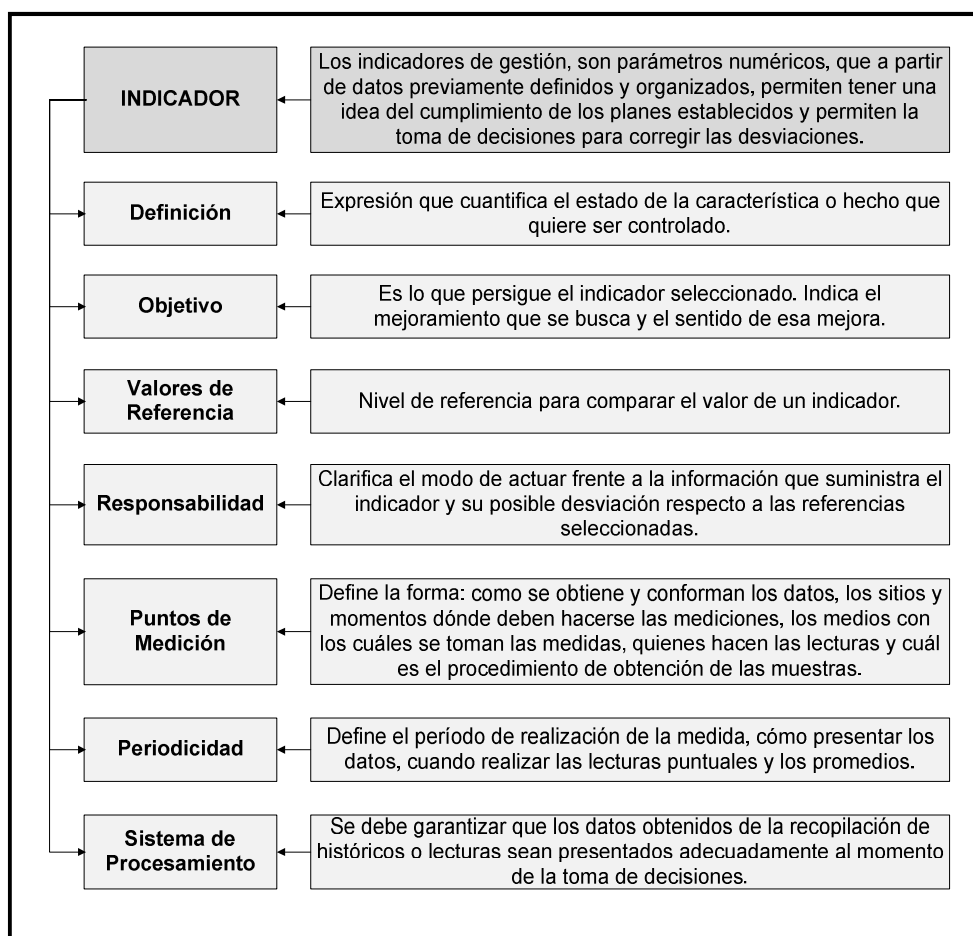 INDICADOR
Los indicadores de gestión, son parámetros numéricos, que a partir
de datos previamente definidos y organizados, permiten tener una
idea del cumplimiento de los planes establecidos y permiten la
toma de decisiones para corregir las desviaciones.
Definición
Expresión que cuantifica el estado de la característica o hecho que
quiere ser controlado.
Objetivo
Es lo que persigue el indicador seleccionado. Indica el
mejoramiento que se busca y el sentido de esa mejora.
Valores de
Referencia
Nivel de referencia para comparar el valor de un indicador.
Responsabilidad
Clarifica el modo de actuar frente a la información que suministra el
indicador y su posible desviación respecto a las referencias
seleccionadas.
Puntos de
Medición
Define la forma: como se obtiene y conforman los datos, los sitios y
momentos dónde deben hacerse las mediciones, los medios con
los cuáles se toman las medidas, quienes hacen las lecturas y cuál
es el procedimiento de obtención de las muestras.
Periodicidad
Define el período de realización de la medida, cómo presentar los
datos, cuando realizar las lecturas puntuales y los promedios.
Sistema de
Procesamiento
Se debe garantizar que los datos obtenidos de la recopilación de
históricos o lecturas sean presentados adecuadamente al momento
de la toma de decisiones.